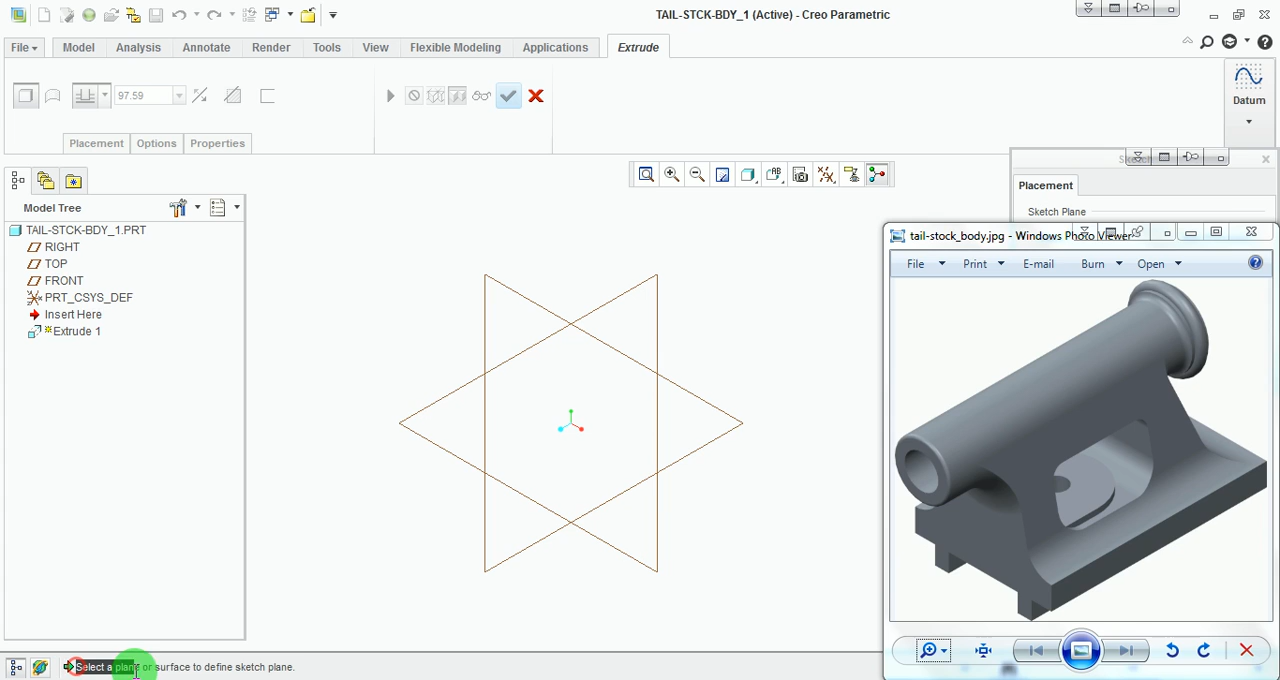 TAIL-STCK-BDY_1 (Active) - Creo Parametric
File Model Analysis Annotate Render Tools View Flexible Modeling Applications Extrude
97.59
Datum
Placement Options Properties
Placement
Sketch Plane
Model Tree
TAIL-STCK-BDY_1.PRT
RIGHT
TOP
FRONT
PRT_CSYS_DEF
Insert Here
Extrude 1
tail-stock_body.jpg - Windows Photo Viewer
File Print E-mail Burn Open
Select a plane or surface to define sketch plane.